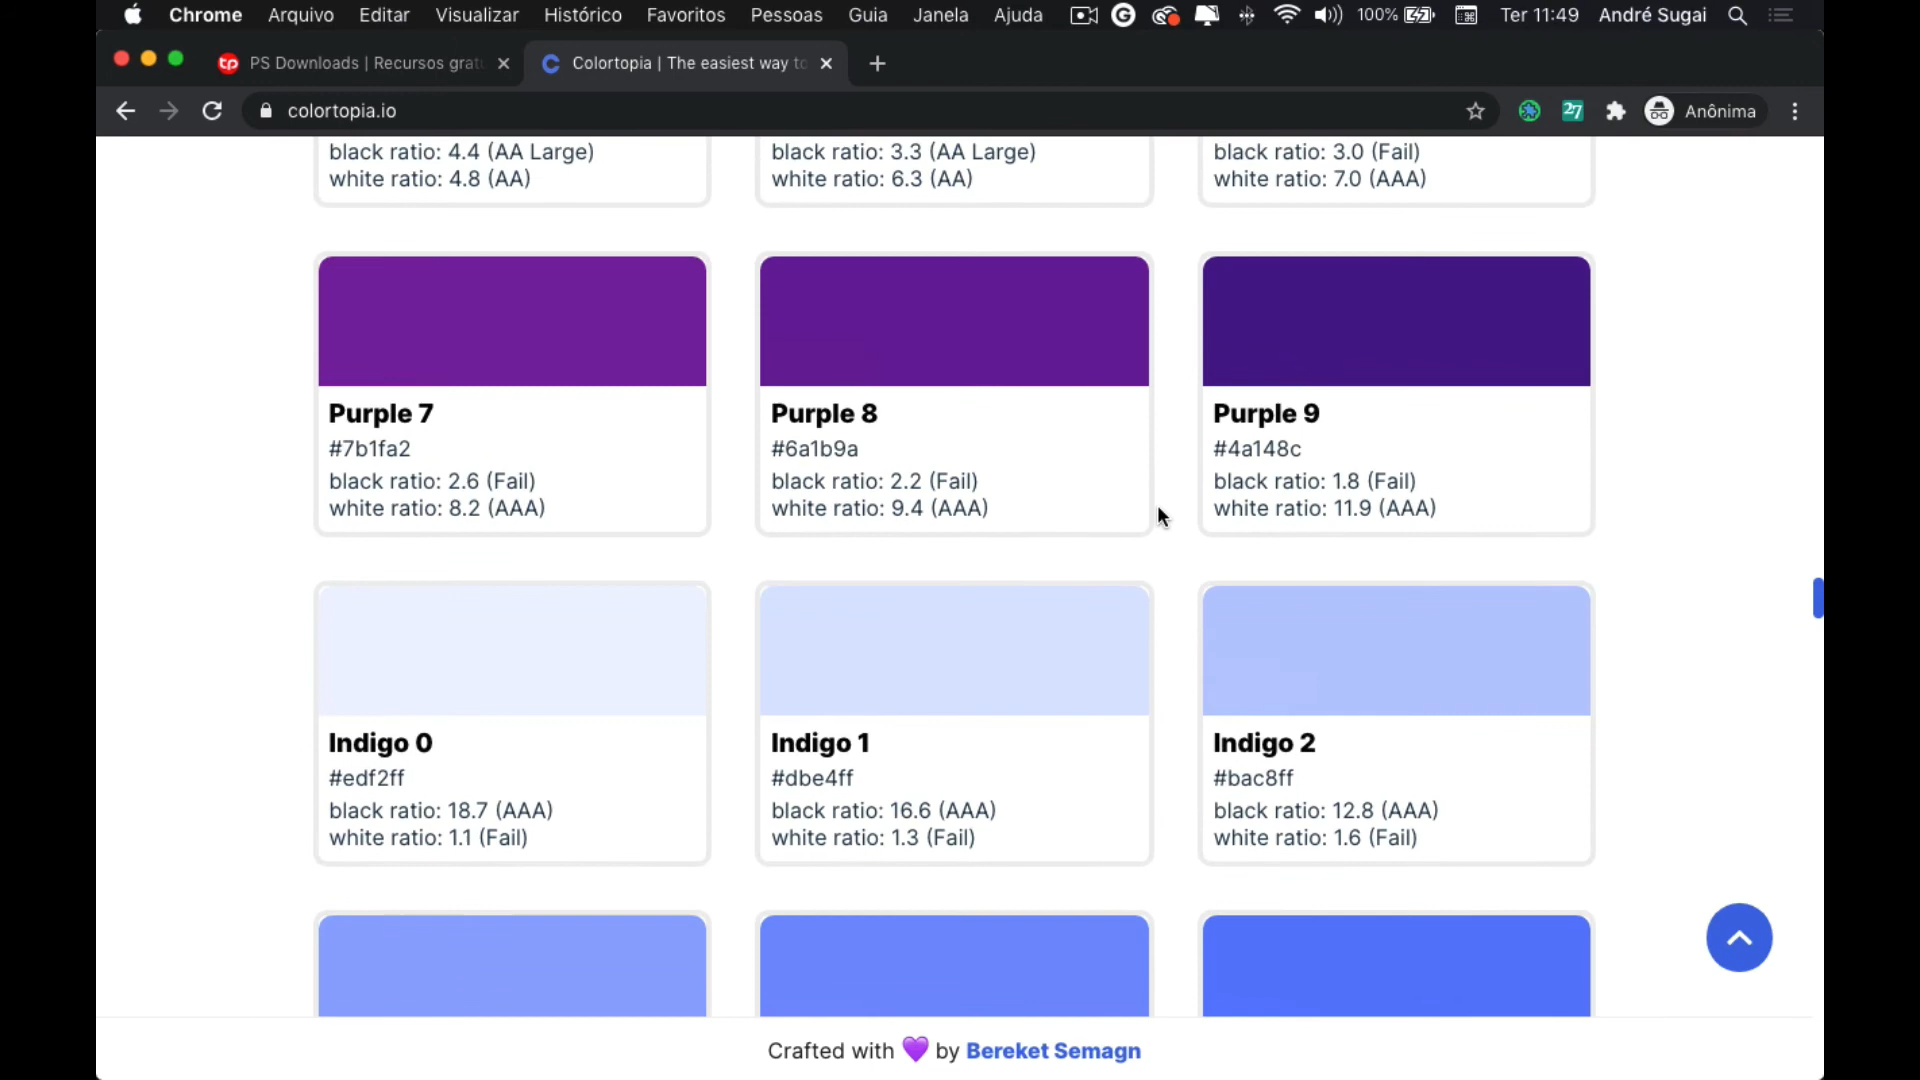 Chrome Arquivo Editar Visualizar Histórico Favoritos Pessoas Guia Janela Ajuda 100% Ter 11:49 André Sugai
PS Downloads | Recursos grat
Colortopia | The easiest way to
colortopia.io
27
Anônima
black ratio: 4.4 (AA Large)
white ratio: 4.8 (AA)
black ratio: 3.3 (AA Large)
white ratio: 6.3 (AA)
black ratio: 3.0 (Fail)
white ratio: 7.0 (AAA)
Purple 7
#7b1fa2
black ratio: 2.6 (Fail)
white ratio: 8.2 (AAA)
Purple 8
#6a1b9a
black ratio: 2.2 (Fail)
white ratio: 9.4 (AAA)
Purple 9
#4a148c
black ratio: 1.8 (Fail)
white ratio: 11.9 (AAA)
Indigo 0
#edf2ff
black ratio: 18.7 (AAA)
white ratio: 1.1 (Fail)
Indigo 1
#dbe4ff
black ratio: 16.6 (AAA)
white ratio: 1.3 (Fail)
Indigo 2
#bac8ff
black ratio: 12.8 (AAA)
white ratio: 1.6 (Fail)
Crafted with 💜 by Bereket Semagn